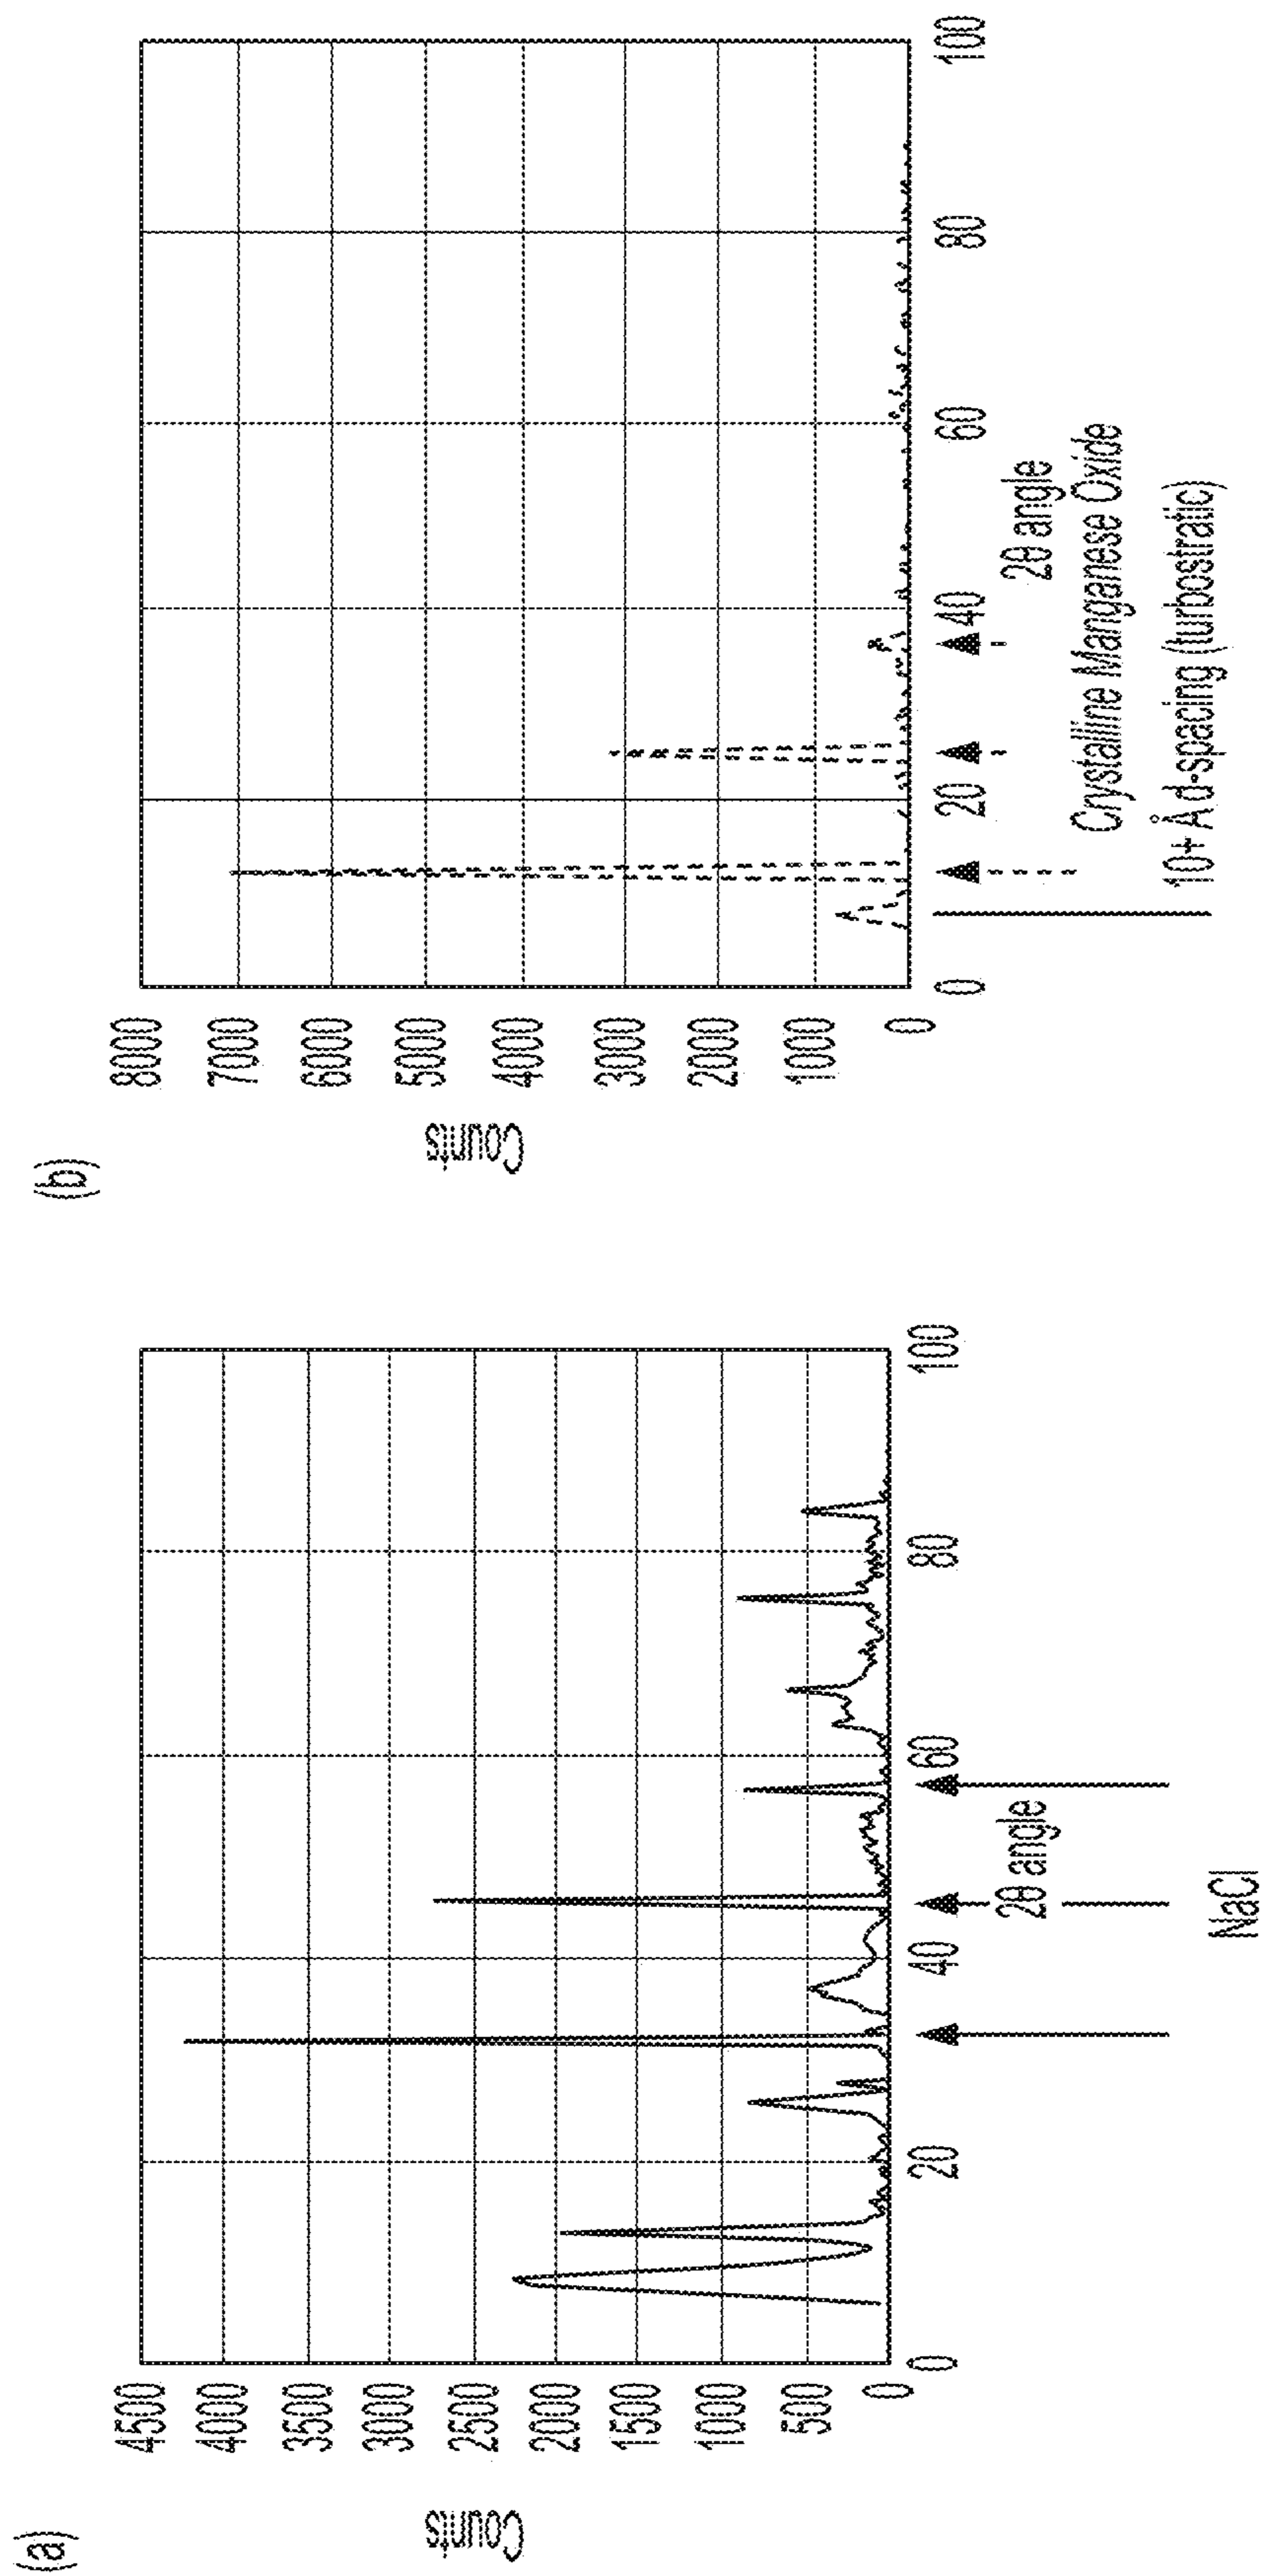 (a)
Counts
4500
4000
3500
3000
2500
2000
1500
1000
500
0
0 20 40 60 80 100
2θ angle
NaCl
(b)
Counts
8000
7000
6000
5000
4000
3000
2000
1000
0
0 20 40 60 80 100
2θ angle
Crystalline Manganese Oxide
10+ Åd-spacing (turbostratic)